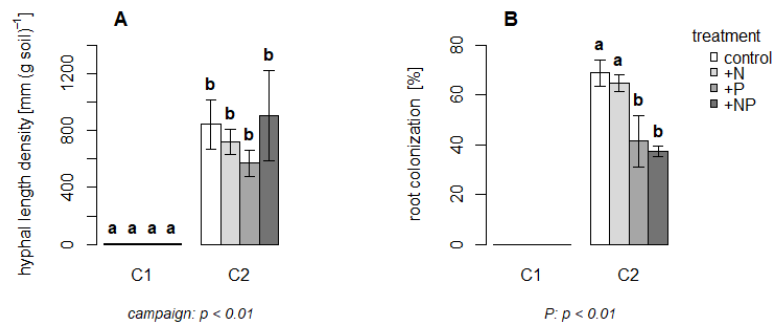 A
hyphal length density [mm (g soil)⁻¹]
1200
800
400
0
a a a a
b b b b
C1 C2
campaign: p < 0.01
B
root colonization [%]
80
60
40
20
0
a a b b
C1 C2
P: p < 0.01
treatment
control
+N
+P
+NP